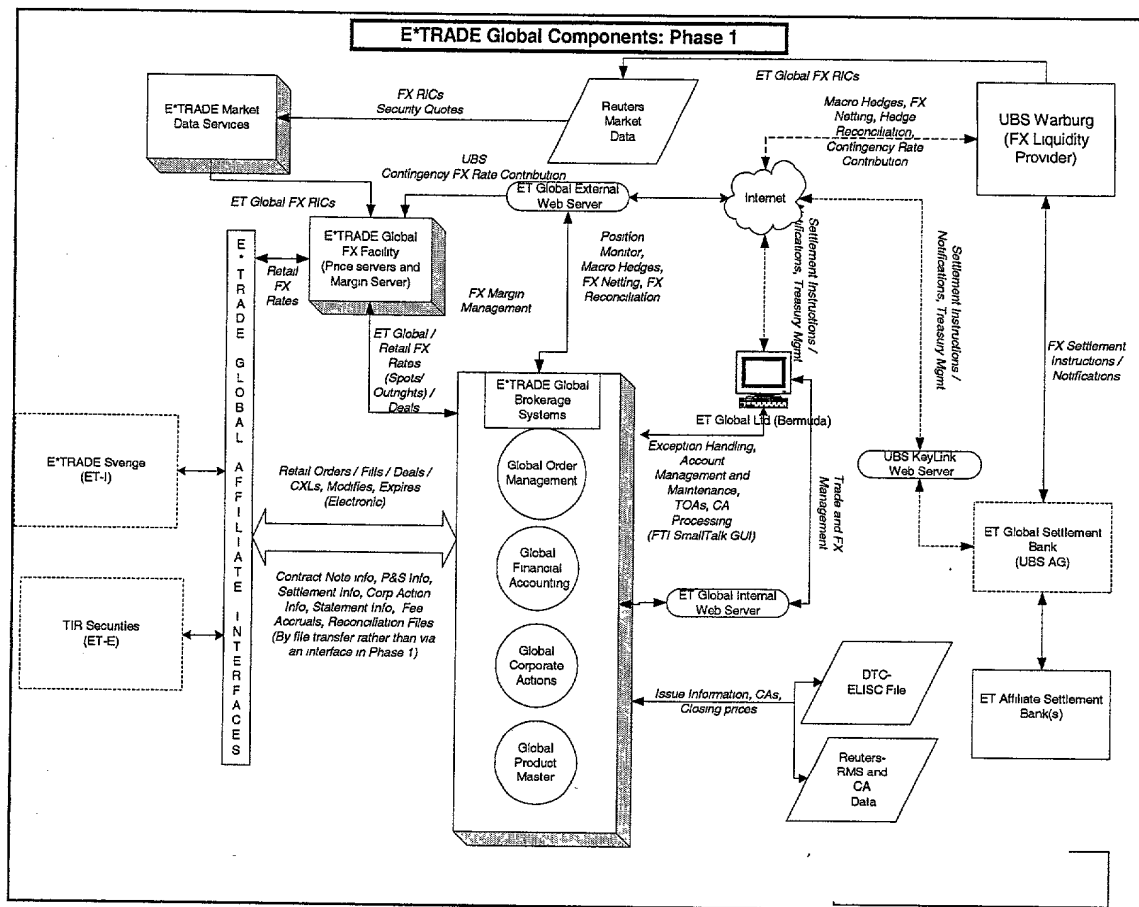 E*TRADE Global Components: Phase 1
ET Global FX RICs
E*TRADE Market
Data Services
FX RICs
Security Quotes
Reuters
Market
Data
Macro Hedges, FX
Netting, Hedge
Reconciliation,
Contingency Rate
Contribution
UBS Warburg
(FX Liquidity
Provider)
UBS
Contingency FX Rate Contribution
ET Global External
Web Server
Internet
ET Global FX RICs
E*TRADE Global
FX Facility
(Price servers and
Margin Server)
Retail
FX
Rates
FX Margin
Management
Position
Monitor,
Macro Hedges,
FX Netting, FX
Reconciliation
Settlement Instructions /
Notifications, Treasury Mgmt
Settlement Instructions /
Notifications, Treasury Mgmt
FX Settlement
Instructions /
Notifications
ET Global /
Retail FX
Rates
(Spots/
Outrights) /
Deals
E*TRADE GLOBAL AFFILIATE INTERFACES
E*TRADE Global
Brokerage
Systems
ET Global Ltd (Bermuda)
E*TRADE Sverige
(ET-I)
Retail Orders / Fills / Deals /
CXLs, Modifies, Expires
(Electronic)
Global Order
Management
Exception Handling,
Account
Management and
Maintenance,
TOAs, CA
Processing
(FTI SmallTalk GUI)
Trade and FX
Management
UBS KeyLink
Web Server
ET Global Settlement
Bank
(UBS AG)
Contract Note info, P&S Info,
Settlement Info, Corp Action
Info, Statement Info, Fee
Accruals, Reconciliation Files
(By file transfer rather than via
an interface in Phase 1)
Global
Financial
Accounting
ET Global Internal
Web Server
TIR Securities
(ET-E)
Global
Corporate
Actions
Issue Information, CAs,
Closing prices
DTC-
ELISC File
ET Affiliate Settlement
Bank(s)
Global
Product
Master
Reuters-
RMS and
CA
Data